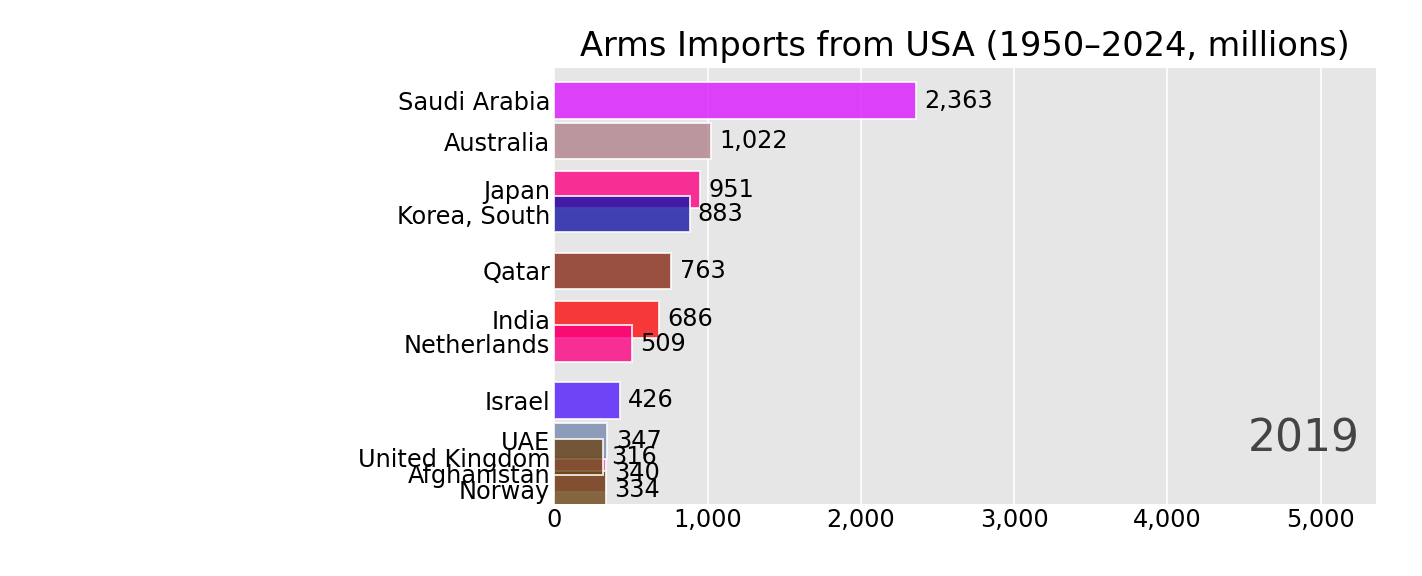 Arms Imports from USA (1950–2024, millions)
Saudi Arabia 2,363
Australia 1,022
Japan 951
Korea, South 883
Qatar 763
India 686
Netherlands 509
Israel 426
UAE 347
United Kingdom 316
Afghanistan 340
Norway 334
2019
0 1,000 2,000 3,000 4,000 5,000